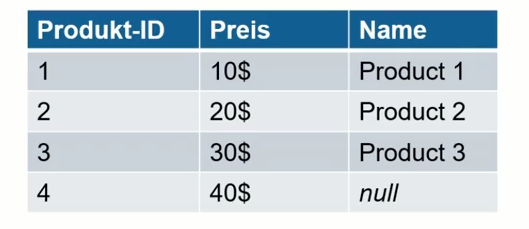 Produkt-ID Preis Name
1 10$ Product 1
2 20$ Product 2
3 30$ Product 3
4 40$ null